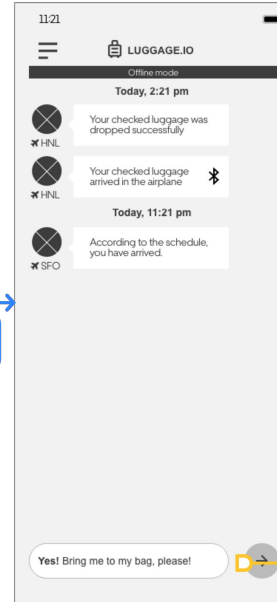 11:21
LUGGAGE.IO
Offline mode
Today, 2:21 pm
Your checked luggage was
dropped successfully
HNL
Your checked luggage
arrived in the airplane
HNL
Today, 11:21 pm
According to the schedule,
you have arrived.
SFO
Yes! Bring me to my bag, please!
D